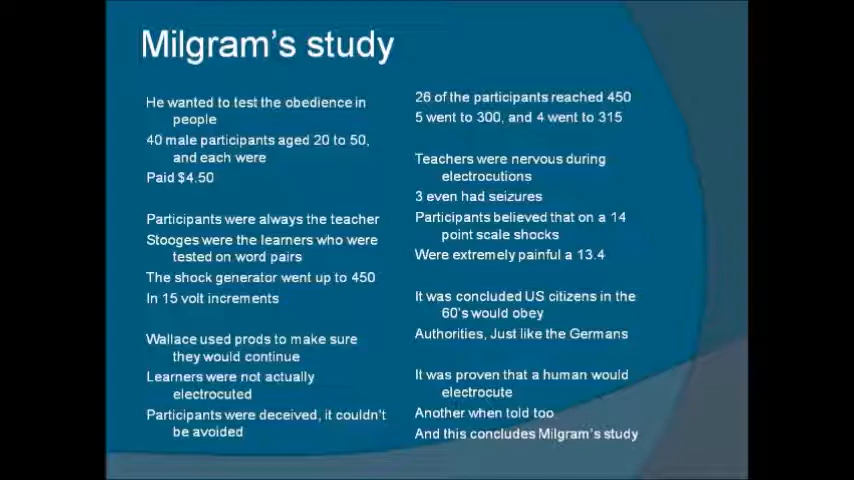 Milgram's study
He wanted to test the obedience in
people
40 male participants aged 20 to 50,
and each were
Paid $4.50
Participants were always the teacher
Stooges were the learners who were
tested on word pairs
The shock generator went up to 450
In 15 volt increments
Wallace used prods to make sure
they would continue
Learners were not actually
electrocuted
Participants were deceived, it couldn't
be avoided
26 of the participants reached 450
5 went to 300, and 4 went to 315
Teachers were nervous during
electrocutions
3 even had seizures
Participants believed that on a 14
point scale shocks
Were extremely painful a 13.4
It was concluded US citizens in the
60's would obey
Authorities, Just like the Germans
It was proven that a human would
electrocute
Another when told too
And this concludes Milgram's study